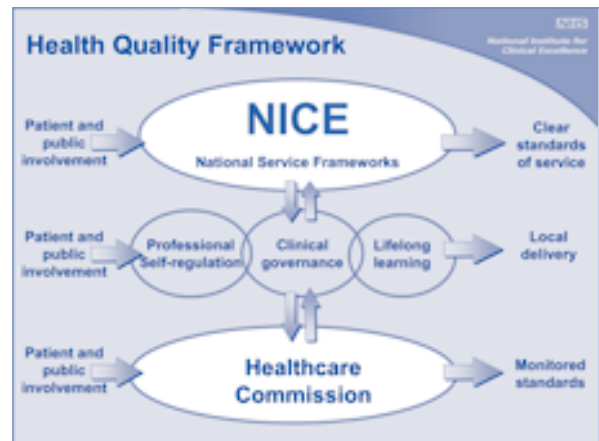 NHS
National Institute for
Clinical Excellence
Health Quality Framework
Patient and
public
involvement
NICE
National Service Frameworks
Clear
standards
of service
Patient and
public
involvement
Professional
Self-regulation
Clinical
governance
Lifelong
learning
Local
delivery
Patient and
public
involvement
Healthcare
Commission
Monitored
standards